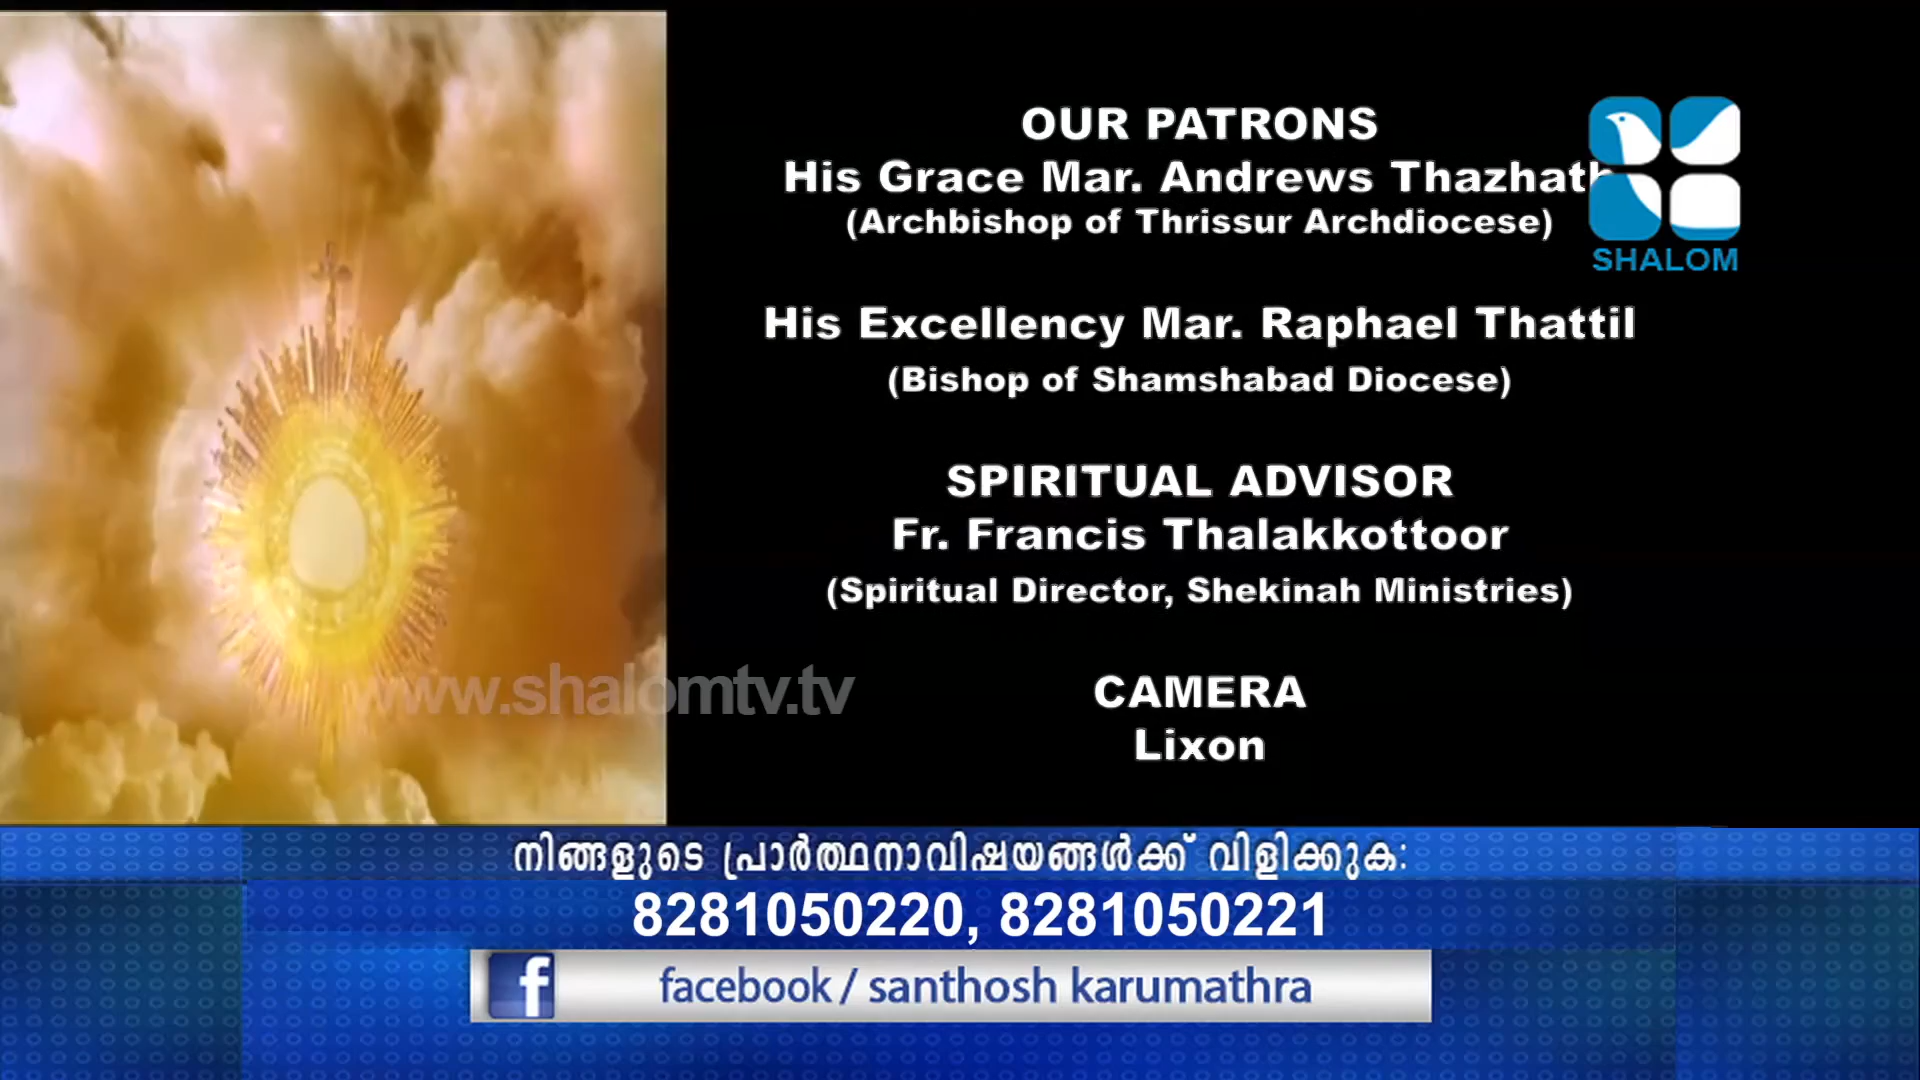 OUR PATRONS
His Grace Mar. Andrews Thazhath
(Archbishop of Thrissur Archdiocese)
SHALOM
His Excellency Mar. Raphael Thattil
(Bishop of Shamshabad Diocese)
SPIRITUAL ADVISOR
Fr. Francis Thalakkottoor
(Spiritual Director, Shekinah Ministries)
www.shalomtv.tv
CAMERA
Lixon
നിങ്ങളുടെ പ്രാർത്ഥനാവിഷയങ്ങൾക്ക് വിളിക്കുക:
8281050220, 8281050221
f facebook / santhosh karumathra